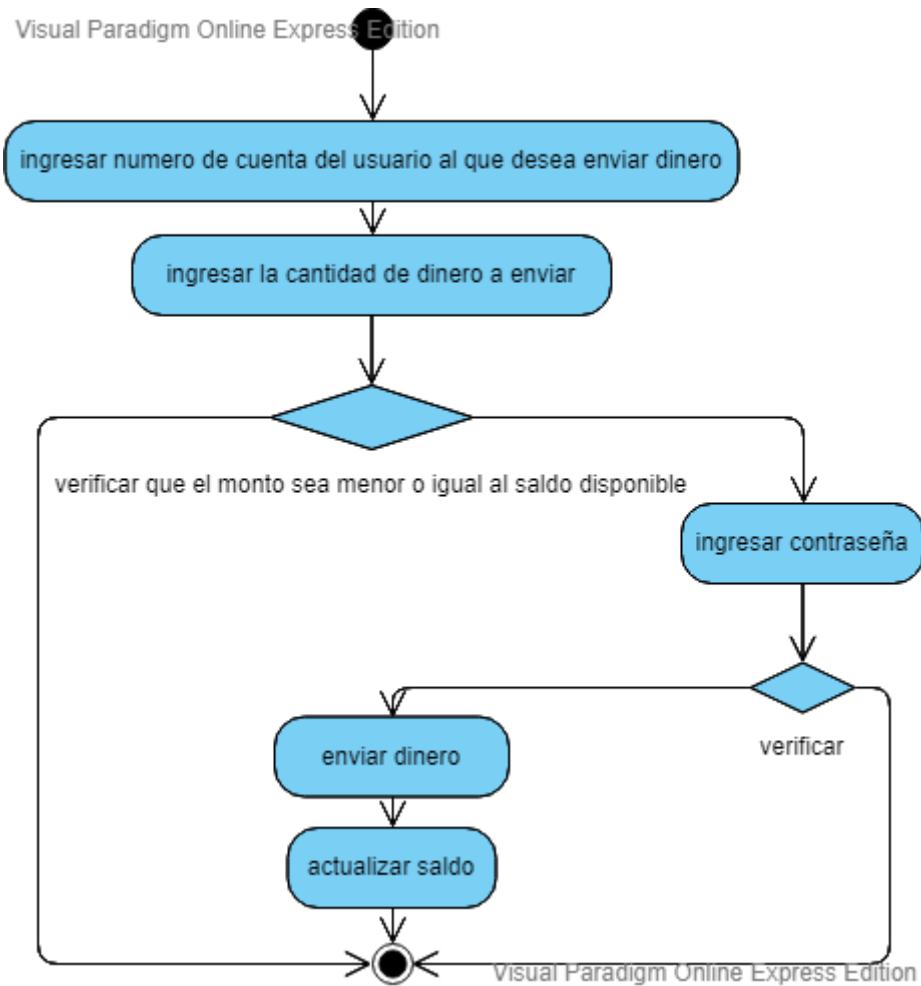 Visual Paradigm Online Express Edition
ingresar numero de cuenta del usuario al que desea enviar dinero
ingresar la cantidad de dinero a enviar
verificar que el monto sea menor o igual al saldo disponible
ingresar contraseña
verificar
enviar dinero
actualizar saldo
Visual Paradigm Online Express Edition